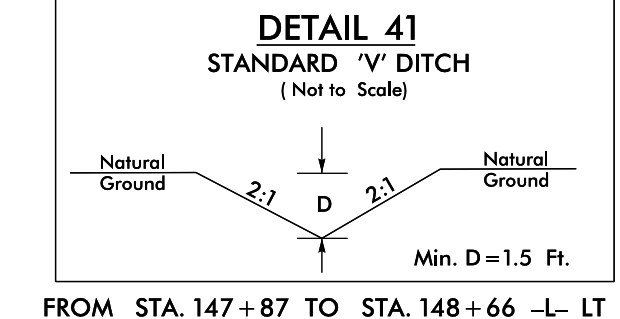 DETAIL 41
STANDARD 'V' DITCH
( Not to Scale)
Natural
Ground
2:1
D
2:1
Natural
Ground
Min. D=1.5 Ft.
FROM STA. 147+87 TO STA. 148+66 -L- LT